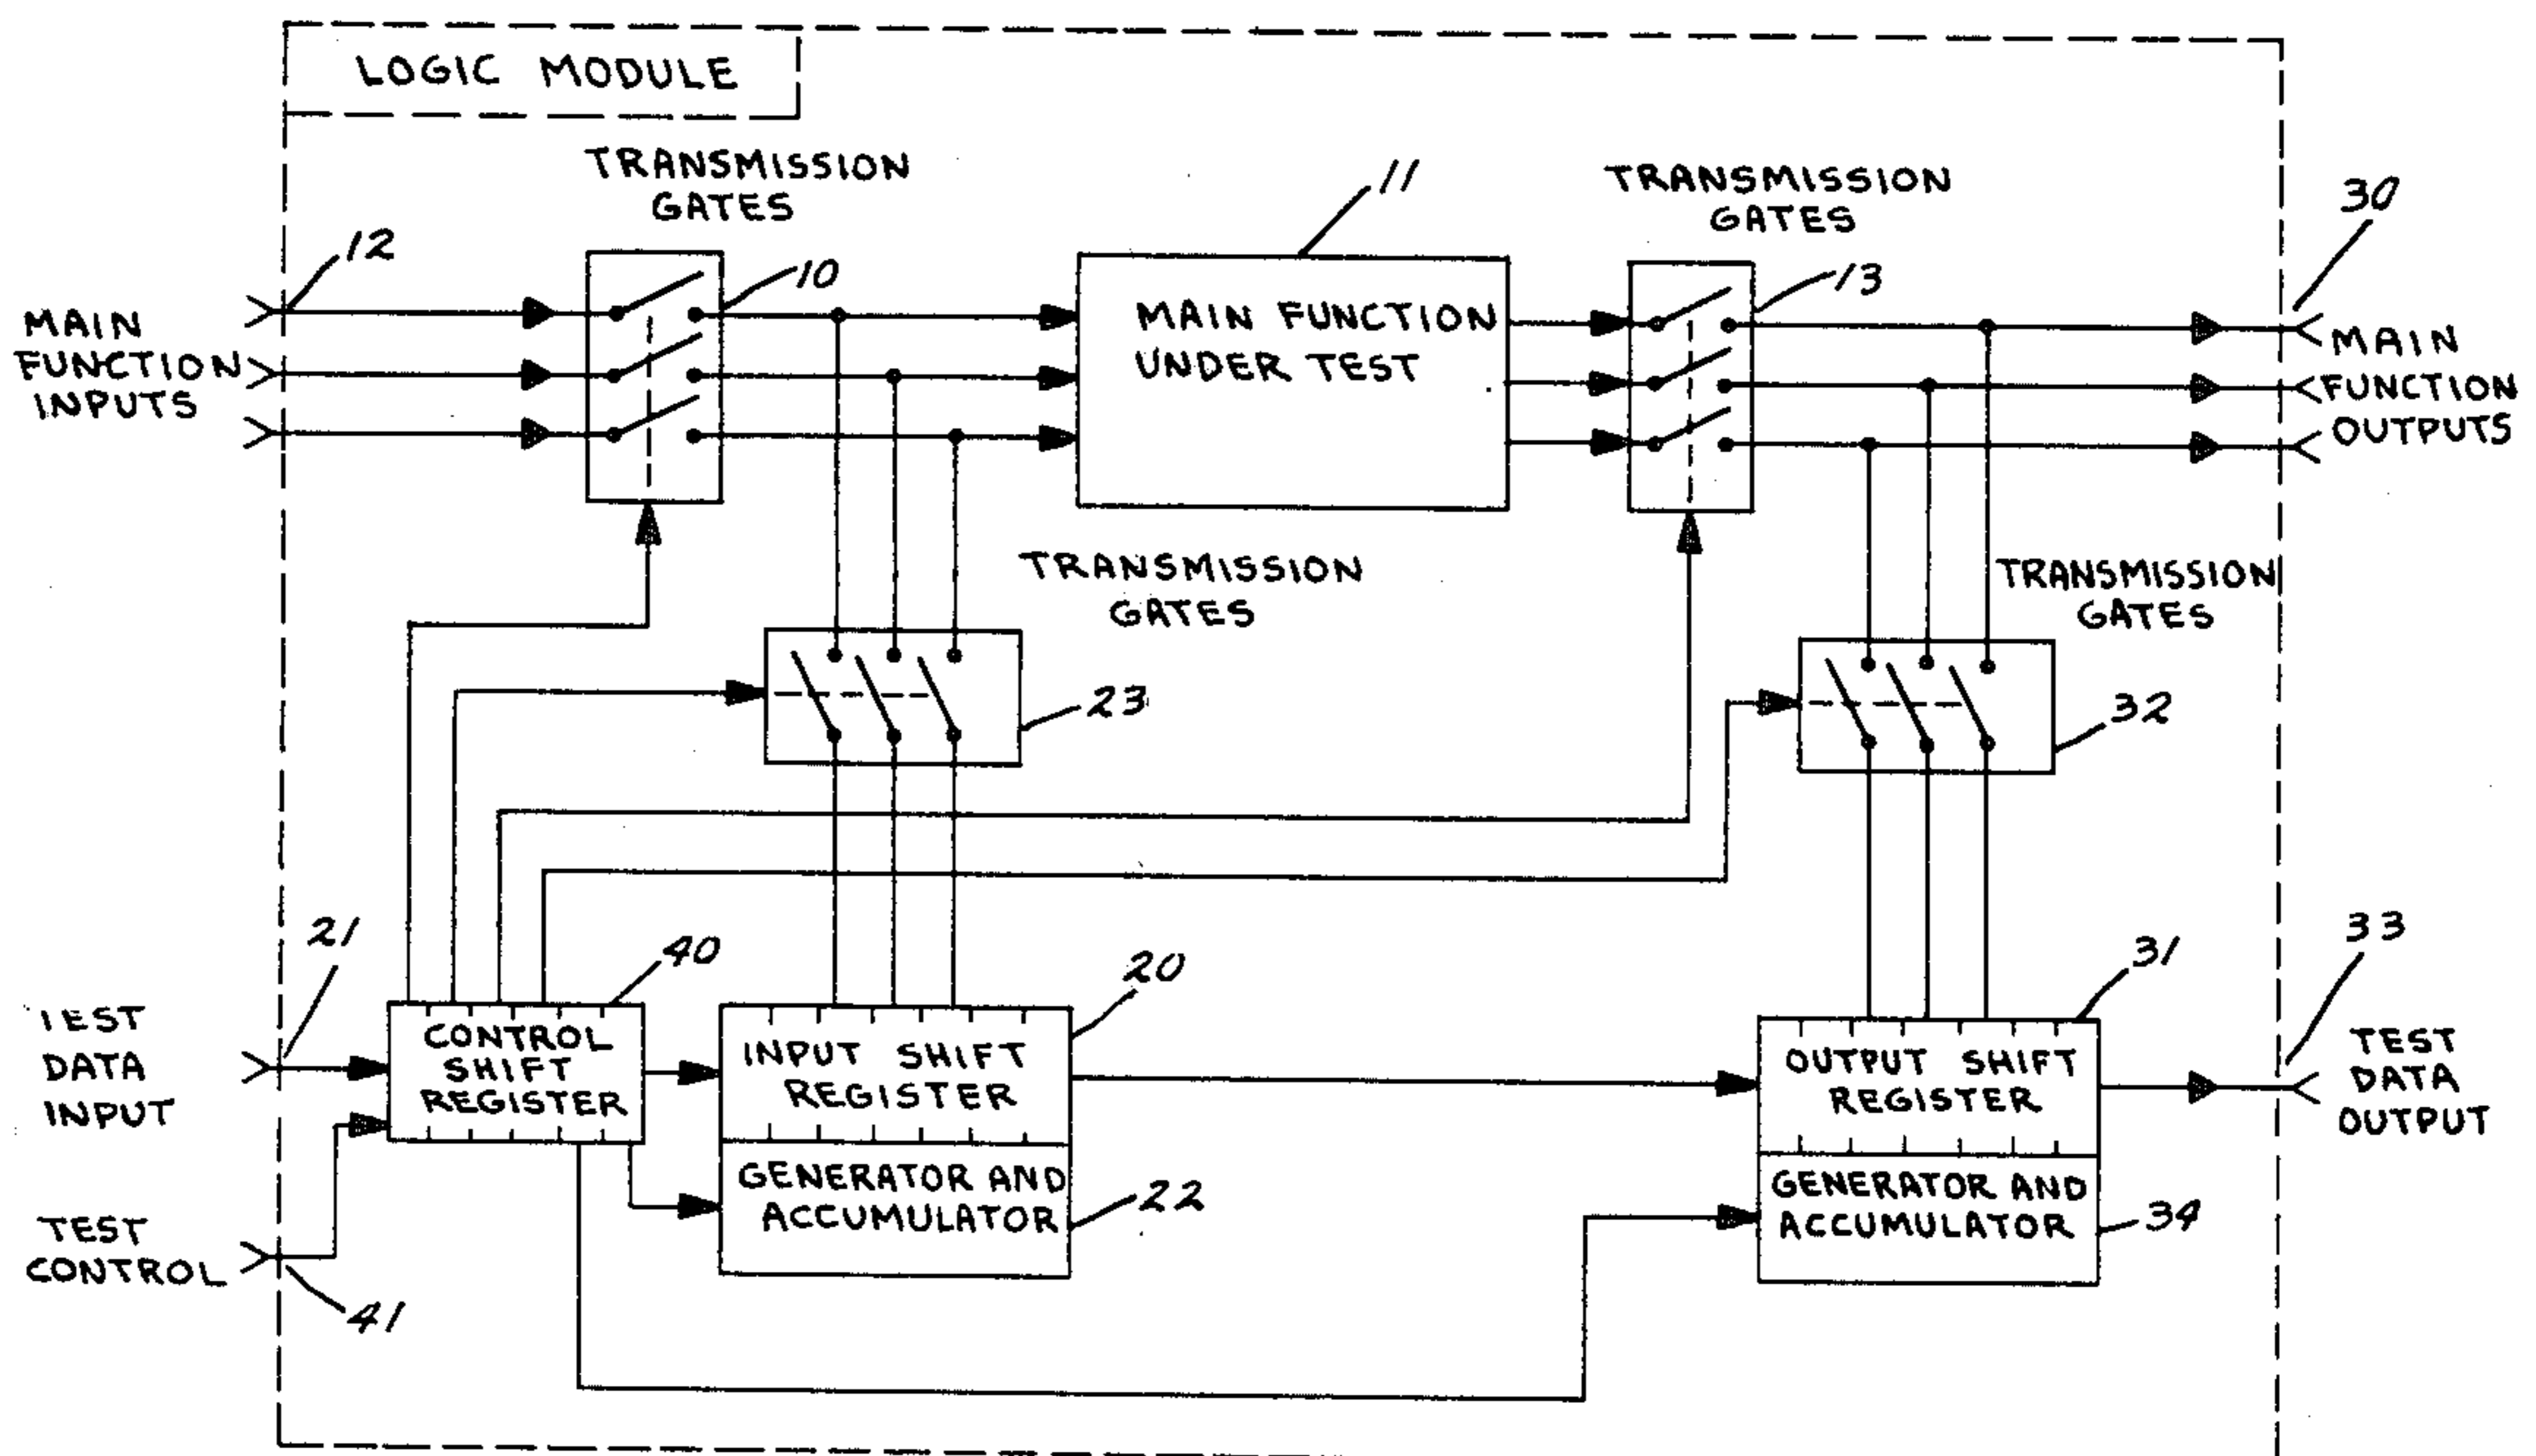 LOGIC MODULE
TRANSMISSION
GATES
11
TRANSMISSION
GATES
30
12
10
13
MAIN
FUNCTION
INPUTS
MAIN FUNCTION
UNDER TEST
MAIN
FUNCTION
OUTPUTS
TRANSMISSION
GATES
TRANSMISSION
GATES
23
32
21
40
20
31
33
TEST
DATA
INPUT
CONTROL
SHIFT
REGISTER
INPUT SHIFT
REGISTER
OUTPUT SHIFT
REGISTER
TEST
DATA
OUTPUT
GENERATOR AND
ACCUMULATOR
22
GENERATOR AND
ACCUMULATOR
34
TEST
CONTROL
41